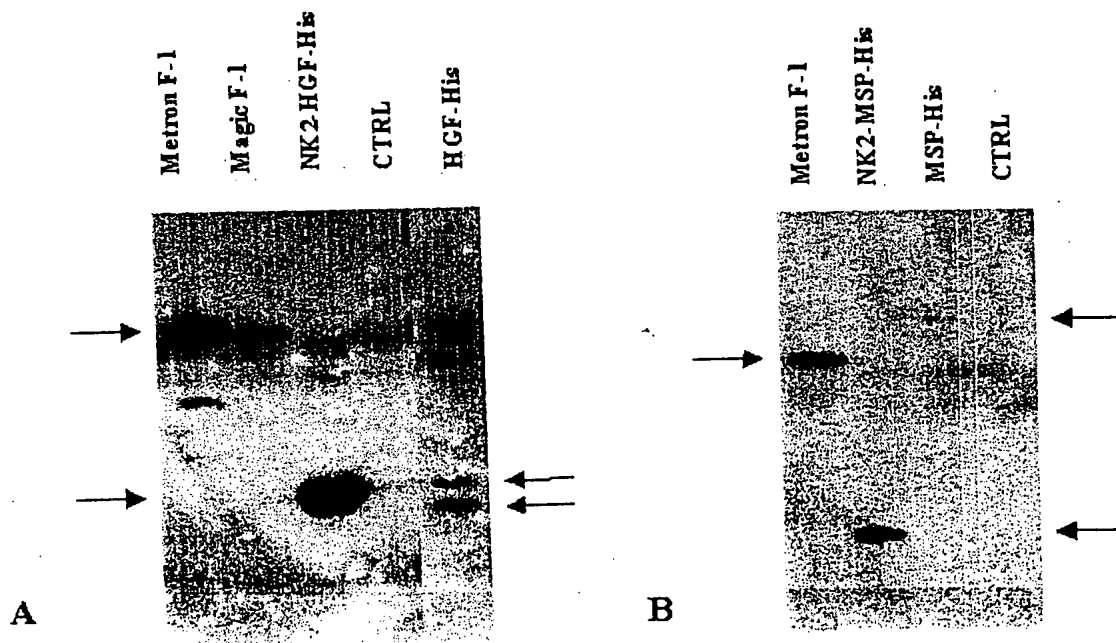 Metron F-1
Magic F-1
NK2-HGF-His
CTRL
HGF-His
Metron F-1
NK2-MSP-His
MSP-His
CTRL
A
B